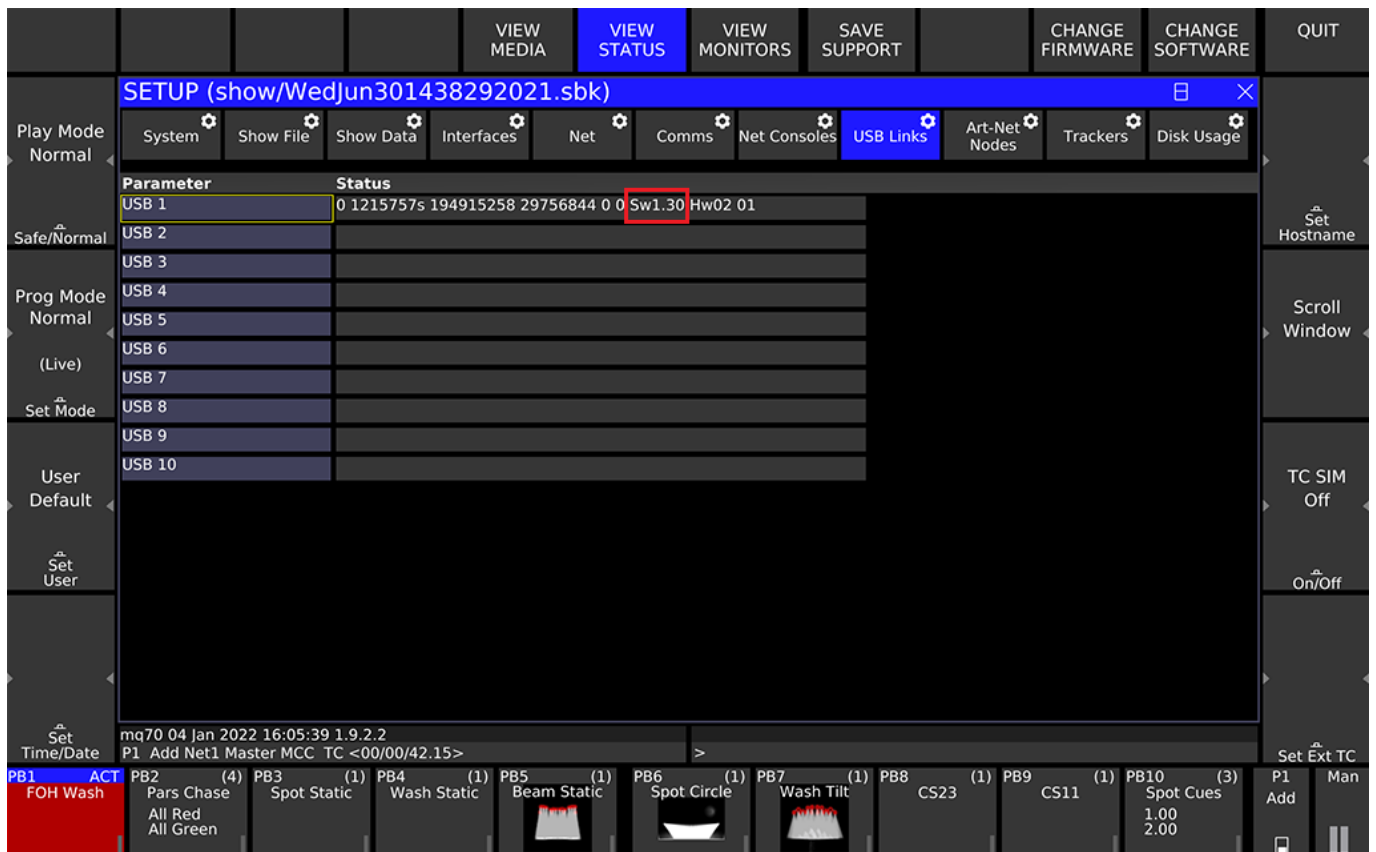 VIEW
MEDIA
VIEW
STATUS
VIEW
MONITORS
SAVE
SUPPORT
CHANGE
FIRMWARE
CHANGE
SOFTWARE
QUIT
SETUP (show/WedJun301438292021.sbk)
System
Show File
Show Data
Interfaces
Net
Comms
Net Consoles
USB Links
Art-Net
Nodes
Trackers
Disk Usage
Play Mode
Normal
Safe/Normal
Prog Mode
Normal
(Live)
Set Mode
User
Default
Set
User
Set
Time/Date
Parameter Status
USB 1 0 1215757s 194915258 29756844 0 0 Sw1.30 Hw02 01
USB 2
USB 3
USB 4
USB 5
USB 6
USB 7
USB 8
USB 9
USB 10
Set
Hostname
Scroll
Window
TC SIM
Off
On/Off
Set Ext TC
mq70 04 Jan 2022 16:05:39 1.9.2.2
P1 Add Net1 Master MCC TC <00/00/42.15>
>
PB1 ACT
FOH Wash
PB2 (4)
Pars Chase
All Red
All Green
PB3 (1)
Spot Static
PB4 (1)
Wash Static
PB5 (1)
Beam Static
PB6 (1)
Spot Circle
PB7 (1)
Wash Tilt
PB8 (1)
CS23
PB9 (1)
CS11
PB10 (3)
Spot Cues
1.00
2.00
P1 Man
Add